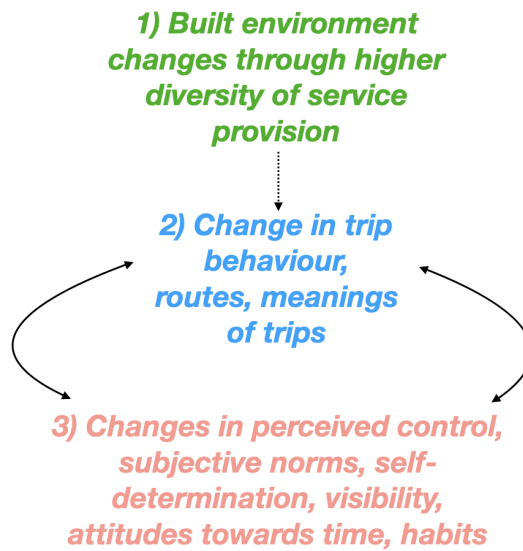 1) Built environment
changes through higher
diversity of service
provision
2) Change in trip
behaviour,
routes, meanings
of trips
3) Changes in perceived control,
subjective norms, self-
determination, visibility,
attitudes towards time, habits